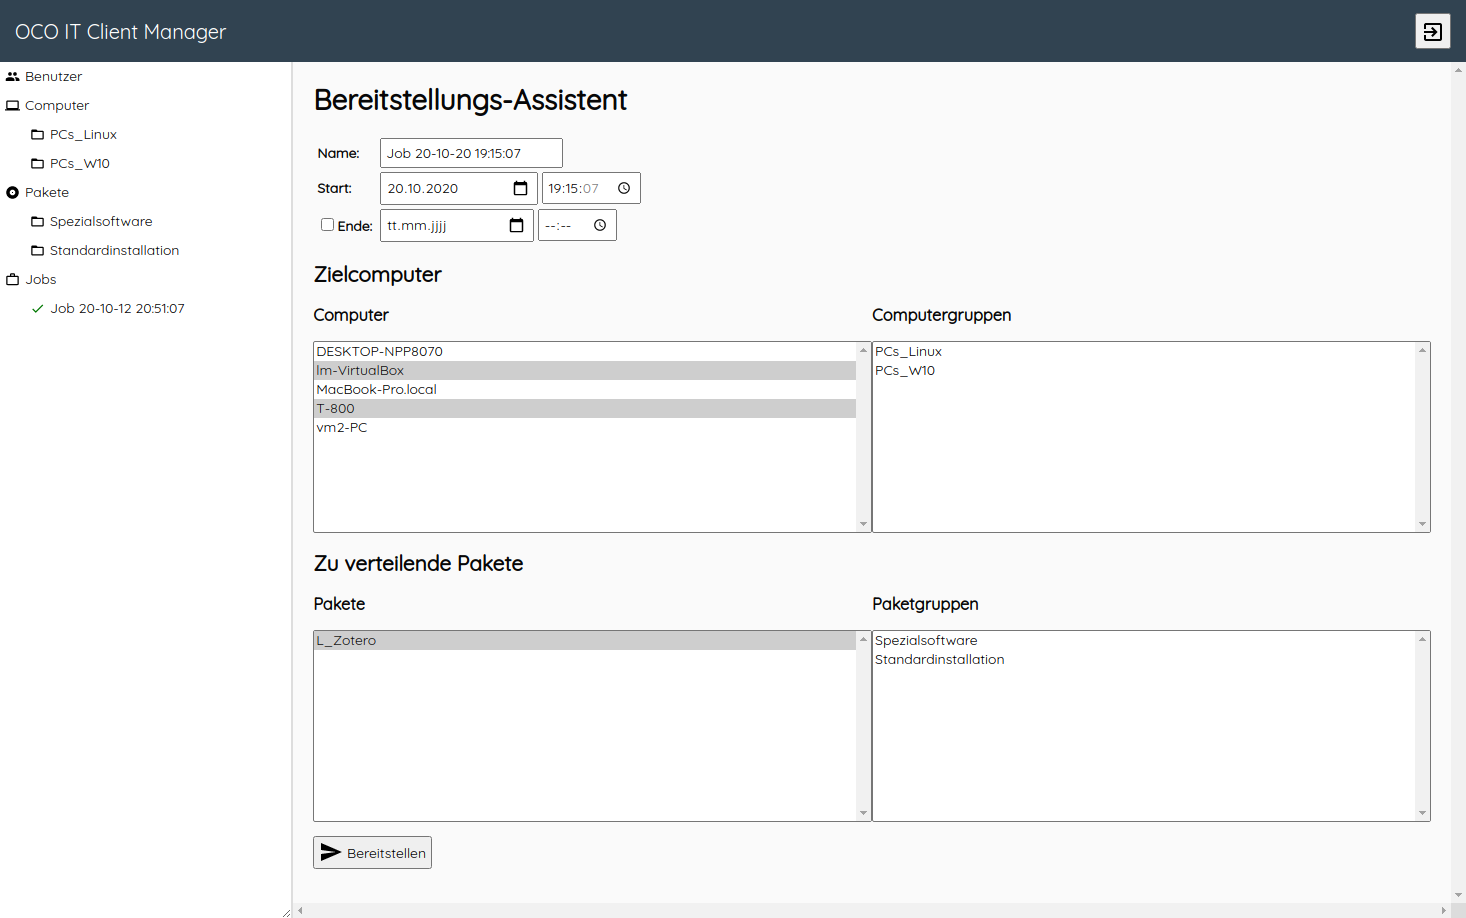 OCO IT Client Manager
Benutzer
Computer
PCs_Linux
PCs_W10
Pakete
Spezialsoftware
Standardinstallation
Jobs
Job 20-10-12 20:51:07
Bereitstellungs-Assistent
Name: Job 20-10-20 19:15:07
Start: 20.10.2020 19:15:07
Ende: tt.mm.jjjj --:--
Zielcomputer
Computer
DESKTOP-NPP8070
lm-VirtualBox
MacBook-Pro.local
T-800
vm2-PC
Computergruppen
PCs_Linux
PCs_W10
Zu verteilende Pakete
Pakete
L_Zotero
Paketgruppen
Spezialsoftware
Standardinstallation
Bereitstellen